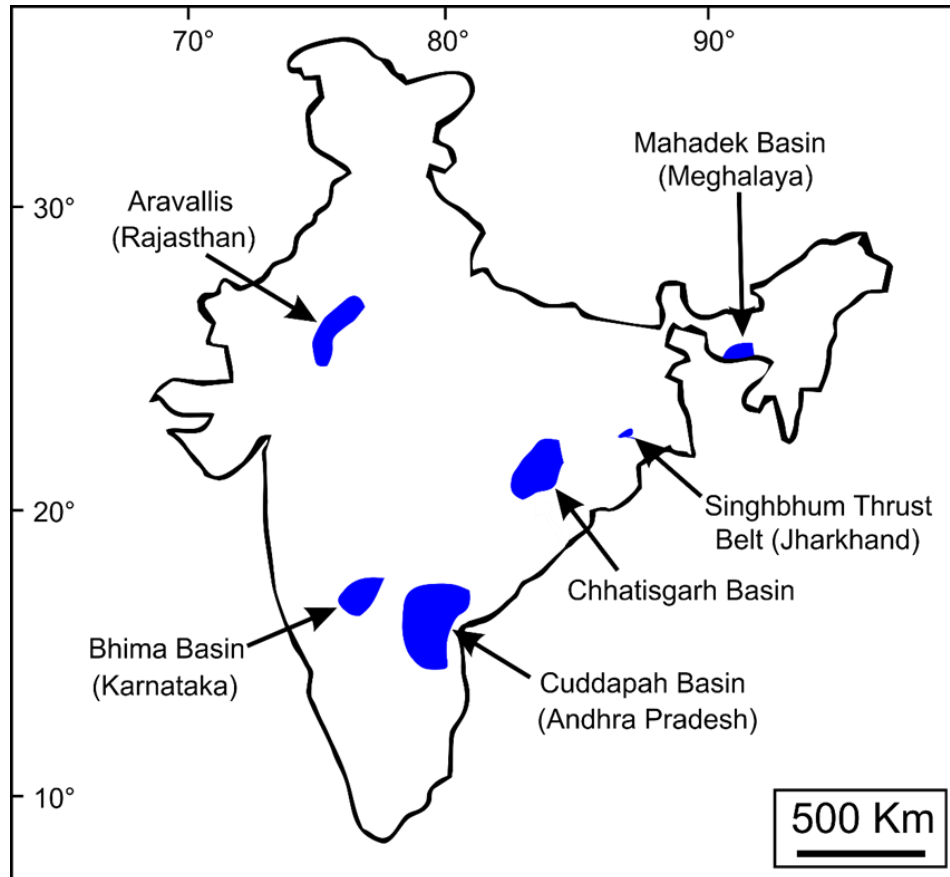 70°
80°
90°
30°
20°
10°
Mahadek Basin
(Meghalaya)
Aravallis
(Rajasthan)
Singhbhum Thrust
Belt (Jharkhand)
Chhatisgarh Basin
Bhima Basin
(Karnataka)
Cuddapah Basin
(Andhra Pradesh)
500 Km